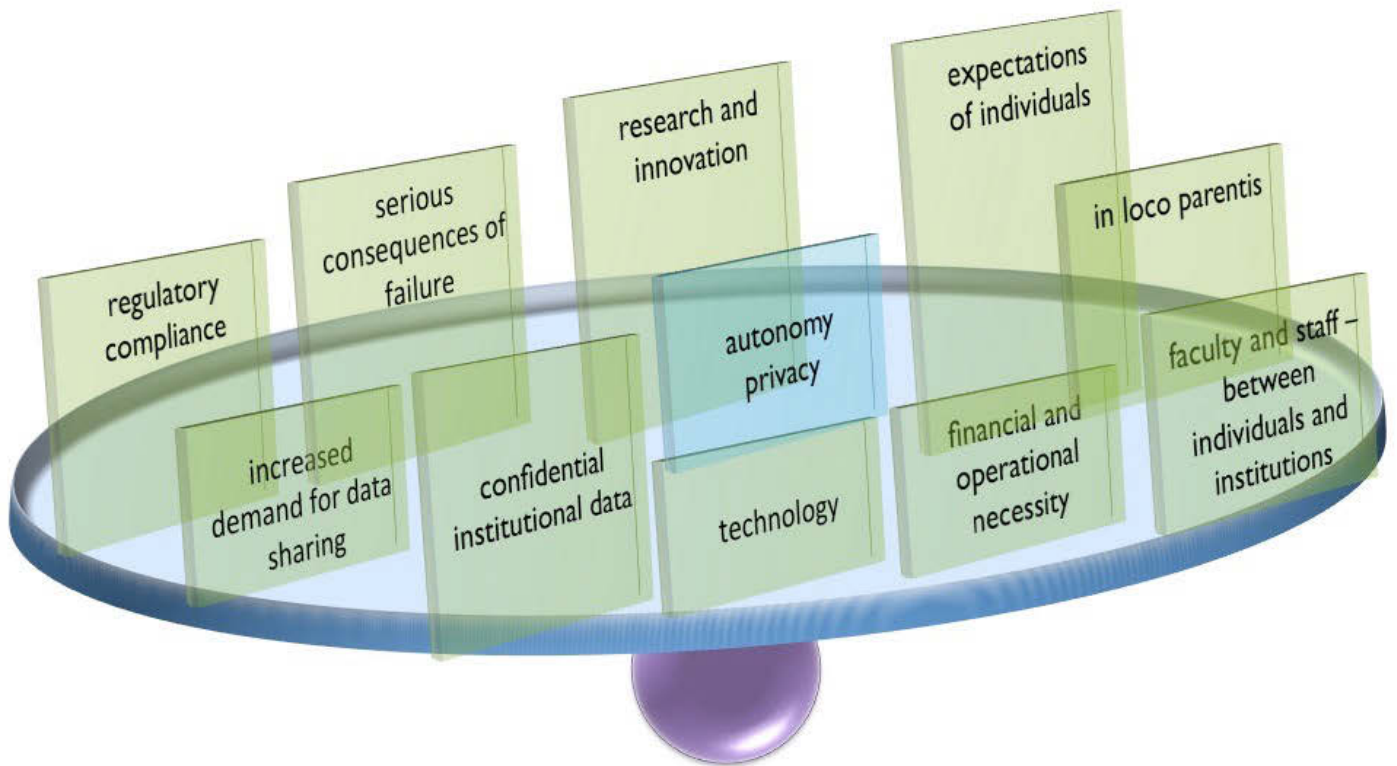 expectations
of individuals
research and
innovation
in loco parentis
serious
consequences of
failure
regulatory
compliance
autonomy
privacy
faculty and staff –
between
individuals and
institutions
financial and
operational
necessity
increased
demand for data
sharing
confidential
institutional data
technology